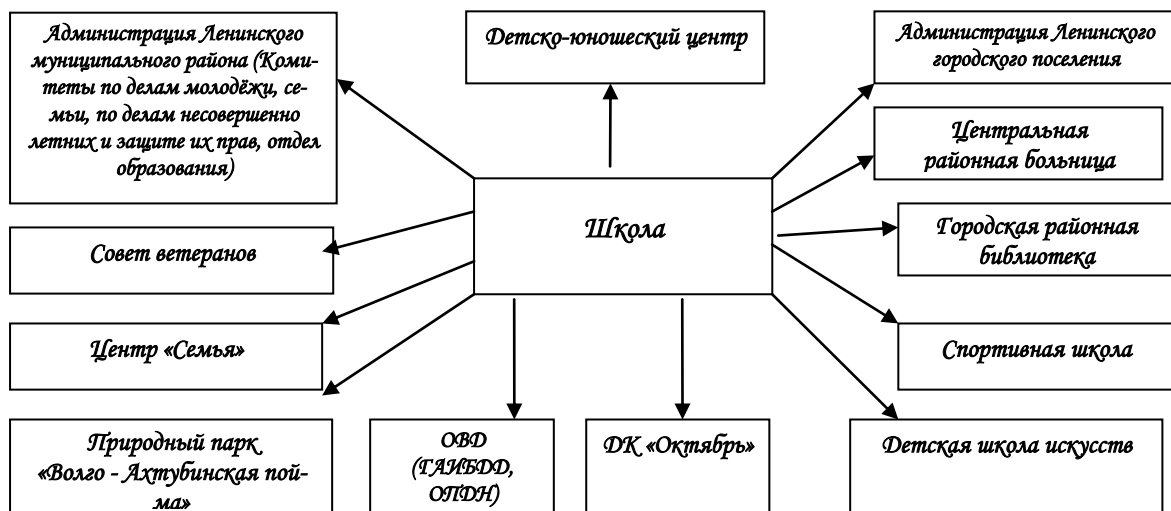 Администрация Ленинского
муниципального района (Коми-
теты по делам молодёжи, се-
мьи, по делам несовершенно
летних и защите их прав, отдел
образования)
Детско-юношеский центр
Администрация Ленинского
городского поселения
Центральная
районная больница
Школа
Городская районная
библиотека
Совет ветеранов
Центр «Семья»
Спортивная школа
Природный парк
«Волго - Ахтубинская пой-
ма»
ОВД
(ГАИБДД,
ОПДН)
ДК «Октябрь»
Детская школа искусств